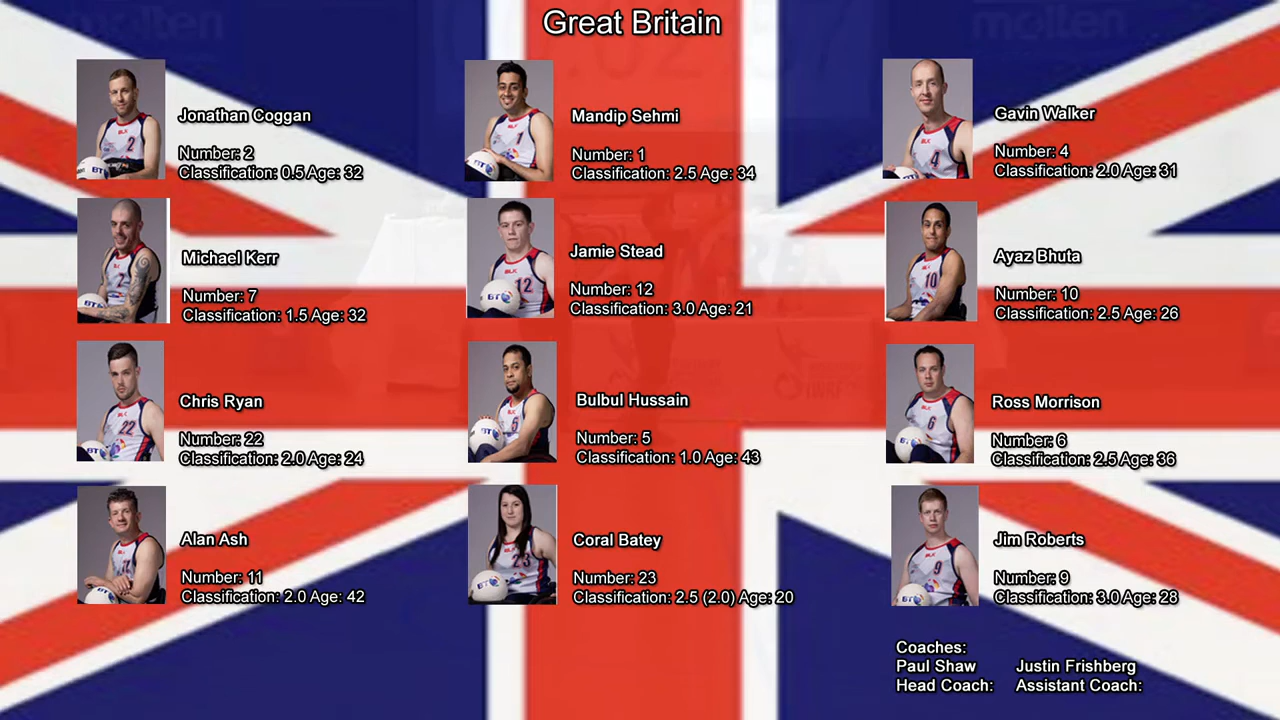 Great Britain
Jonathan Coggan
Number: 2
Classification: 0.5 Age: 32
Mandip Sehmi
Number: 1
Classification: 2.5 Age: 34
Gavin Walker
Number: 4
Classification: 2.0 Age: 31
Michael Kerr
Number: 7
Classification: 1.5 Age: 32
Jamie Stead
Number: 12
Classification: 3.0 Age: 21
Ayaz Bhuta
Number: 10
Classification: 2.5 Age: 26
Chris Ryan
Number: 22
Classification: 2.0 Age: 24
Bulbul Hussain
Number: 5
Classification: 1.0 Age: 43
Ross Morrison
Number: 6
Classification: 2.5 Age: 36
Alan Ash
Number: 11
Classification: 2.0 Age: 42
Coral Batey
Number: 23
Classification: 2.5 (2.0) Age: 20
Jim Roberts
Number: 9
Classification: 3.0 Age: 28
Coaches:
Paul Shaw Justin Frishberg
Head Coach: Assistant Coach: